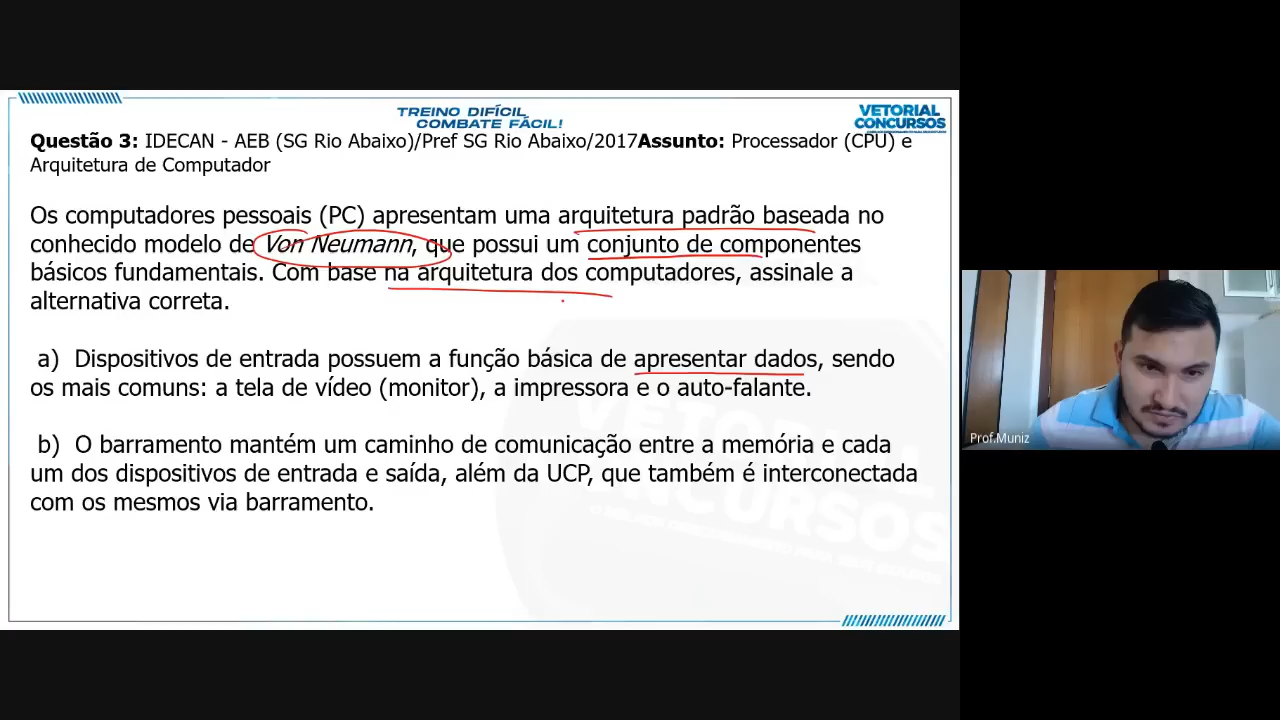 TREINO DIFÍCIL
COMBATE FÁCIL!
VETORIAL
CONCURSOS
Questão 3: IDECAN - AEB (SG Rio Abaixo)/Pref SG Rio Abaixo/2017Assunto: Processador (CPU) e
Arquitetura de Computador
Os computadores pessoais (PC) apresentam uma arquitetura padrão baseada no
conhecido modelo de Von Neumann, que possui um conjunto de componentes
básicos fundamentais. Com base na arquitetura dos computadores, assinale a
alternativa correta.
a) Dispositivos de entrada possuem a função básica de apresentar dados, sendo
os mais comuns: a tela de vídeo (monitor), a impressora e o auto-falante.
b) O barramento mantém um caminho de comunicação entre a memória e cada
um dos dispositivos de entrada e saída, além da UCP, que também é interconectada
com os mesmos via barramento.
VETORIAL
CONCURSOS
Prof.Muniz